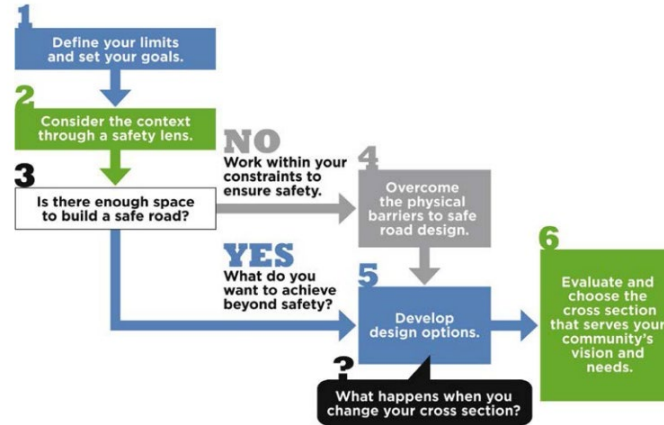 1
Define your limits
and set your goals.
2
Consider the context
through a safety lens.
3
Is there enough space
to build a safe road?
NO
Work within your
constraints to
ensure safety.
4
Overcome
the physical
barriers to safe
road design.
YES
What do you
want to achieve
beyond safety?
5
Develop
design options.
6
Evaluate and
choose the
cross section
that serves your
community's
vision and
needs.
?
What happens when you
change your cross section?